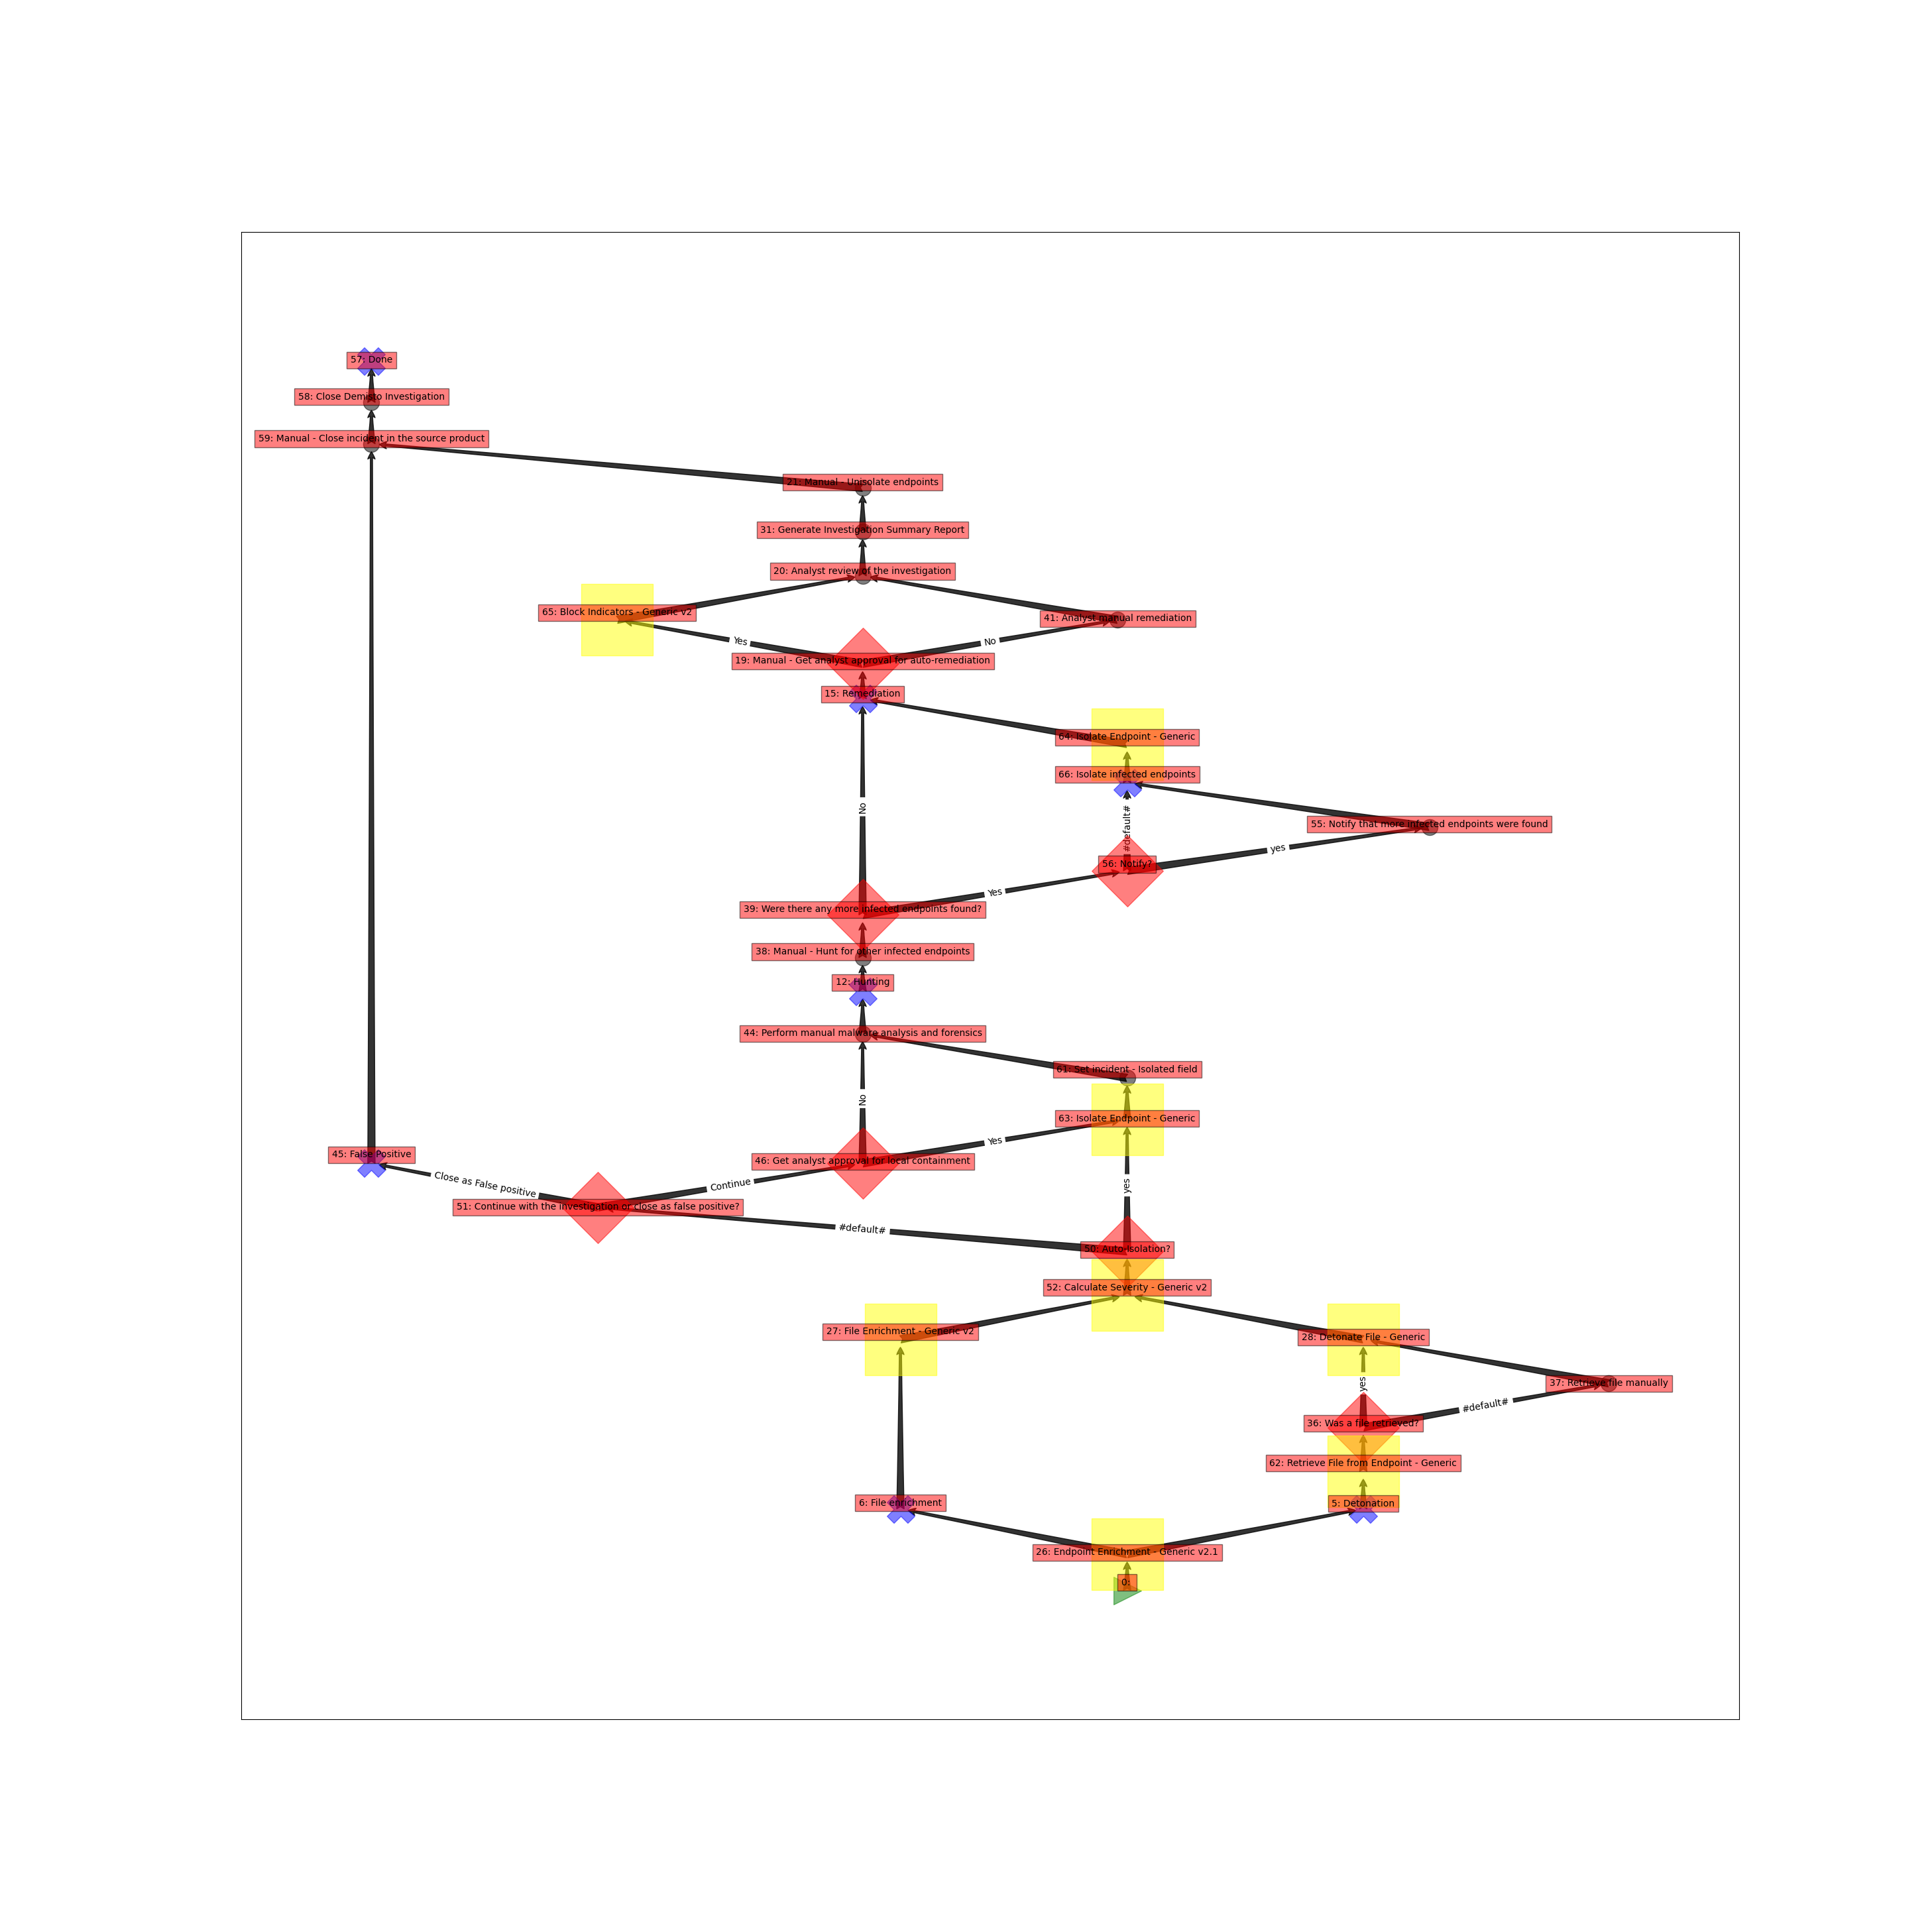 57: Done
58: Close Demisto Investigation
59: Manual - Close incident in the source product
21: Manual - Unisolate endpoints
31: Generate Investigation Summary Report
20: Analyst review of the investigation
65: Block Indicators - Generic v2
41: Analyst manual remediation
Yes
No
19: Manual - Get analyst approval for auto-remediation
15: Remediation
64: Isolate Endpoint - Generic
66: Isolate infected endpoints
No
#default#
55: Notify that more infected endpoints were found
yes
56: Notify?
Yes
39: Were there any more infected endpoints found?
38: Manual - Hunt for other infected endpoints
12: Hunting
44: Perform manual malware analysis and forensics
61: Set incident - Isolated field
No
63: Isolate Endpoint - Generic
Yes
45: False Positive
46: Get analyst approval for local containment
Close as False positive
Continue
yes
51: Continue with the investigation or close as false positive?
#default#
50: Auto-isolation?
52: Calculate Severity - Generic v2
27: File Enrichment - Generic v2
28: Detonate File - Generic
yes
37: Retrieve file manually
#default#
36: Was a file retrieved?
62: Retrieve File from Endpoint - Generic
6: File enrichment
5: Detonation
26: Endpoint Enrichment - Generic v2.1
0: